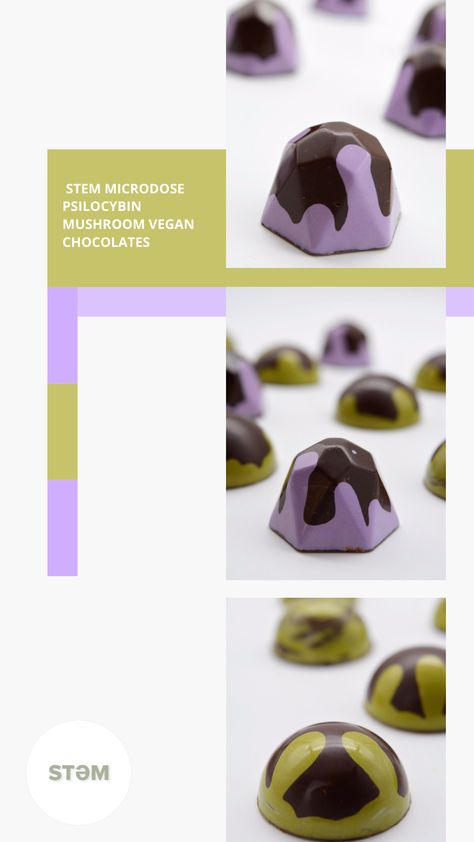 STEM MICRODOSE
PSILOCYBIN
MUSHROOM VEGAN
CHOCOLATES
STƏM